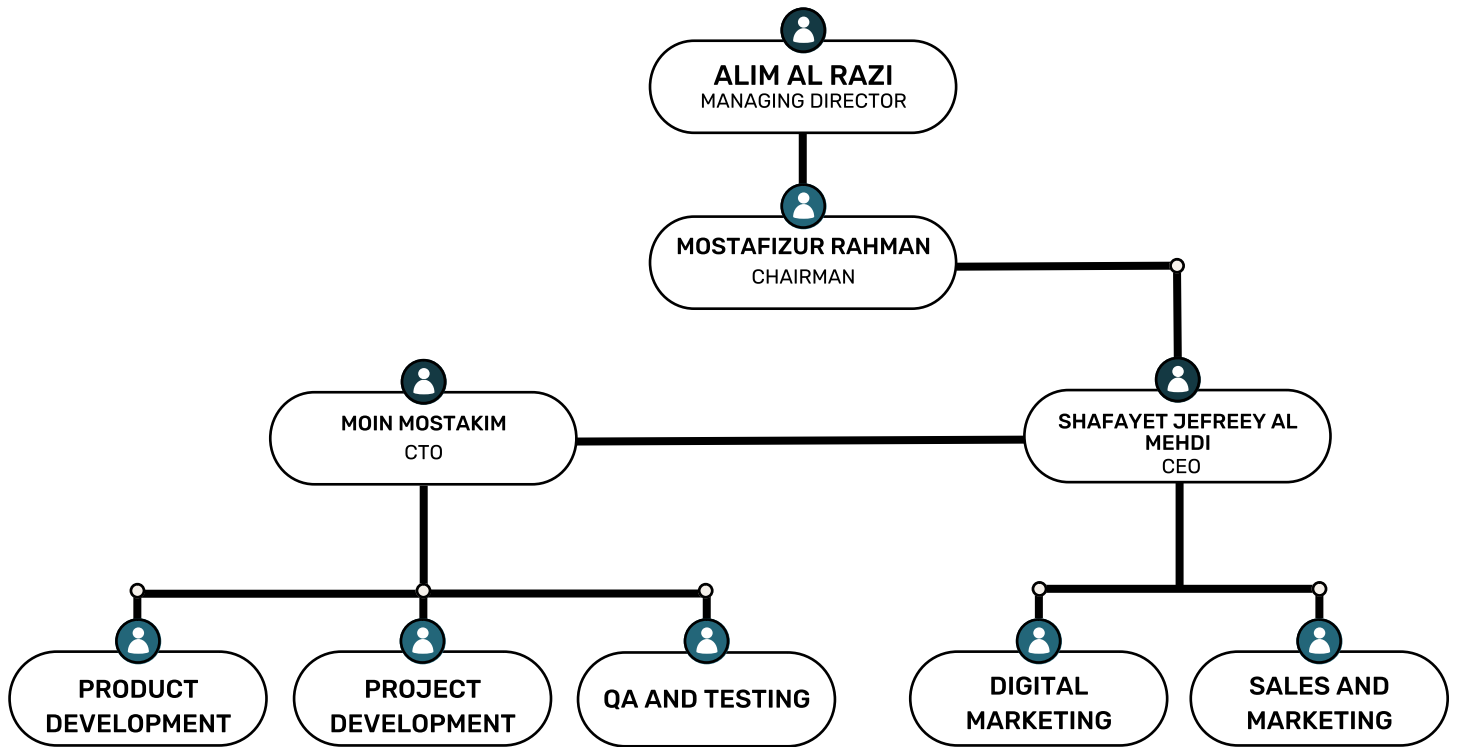 ALIM AL RAZI
MANAGING DIRECTOR
MOSTAFIZUR RAHMAN
CHAIRMAN
MOIN MOSTAKIM
CTO
SHAFAYET JEFREEY AL
MEHDI
CEO
PRODUCT
DEVELOPMENT
PROJECT
DEVELOPMENT
QA AND TESTING
DIGITAL
MARKETING
SALES AND
MARKETING